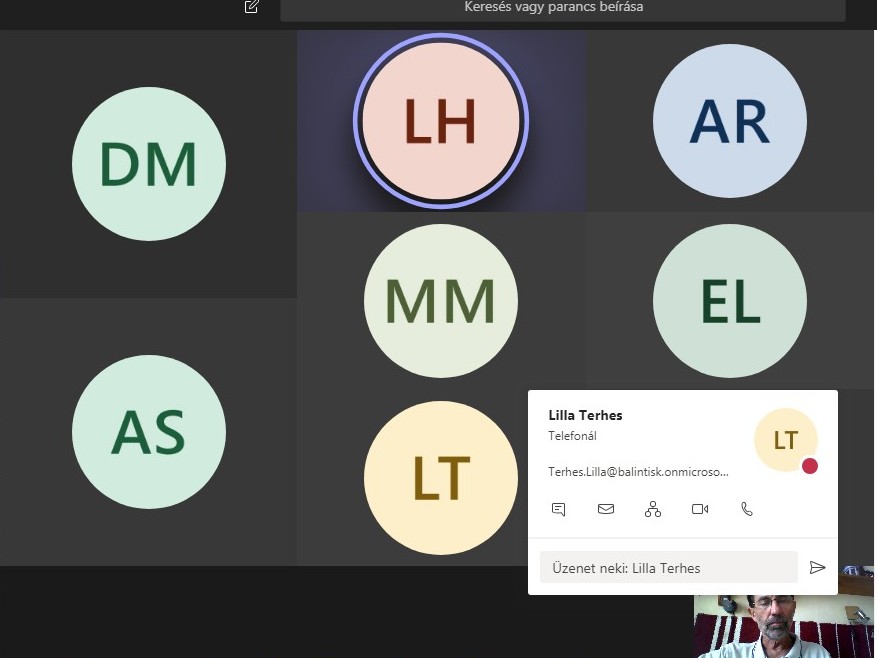 Keresés vagy parancs beírása
DM
LH
AR
MM
EL
AS
LT
Lilla Terhes
Telefonál
LT
Terhes.Lilla@balintisk.onmicroso...
Üzenet neki: Lilla Terhes